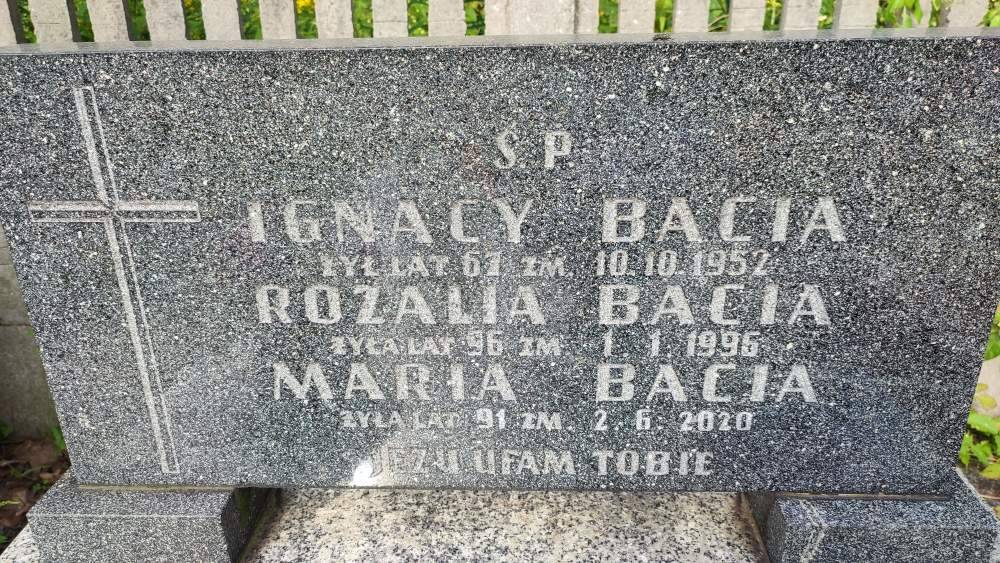 Ś P
IGNACY BACIA
ŻYŁ LAT 67 ZM. 10.10.1952
ROZALIA BACIA
ŻYŁA LAT 96 ZM. 1.1.1996
MARIA BACIA
ŻYŁA LAT 91 ZM. 2.6.2020
JEZU UFAM TOBIE